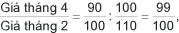 Giá tháng 4 / Giá tháng 2 = 90/100 : 100/110 = 99/100,